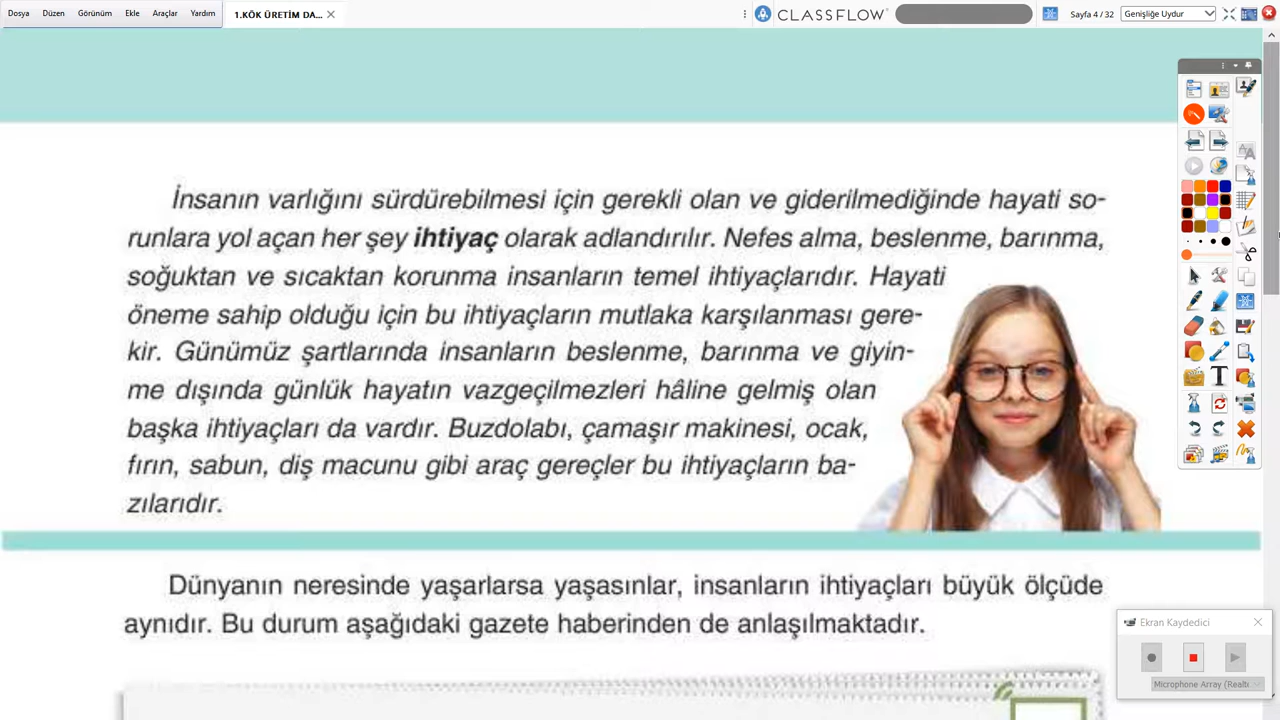 Dosya Düzen Görünüm Ekle Araçlar Yardım
1.KÖK ÜRETİM DA...
CLASSFLOW
Sayfa 4 / 32
Genişliğe Uydur
İnsanın varlığını sürdürebilmesi için gerekli olan ve giderilmediğinde hayati so-
runlara yol açan her şey ihtiyaç olarak adlandırılır. Nefes alma, beslenme, barınma,
soğuktan ve sıcaktan korunma insanların temel ihtiyaçlarıdır. Hayati
öneme sahip olduğu için bu ihtiyaçların mutlaka karşılanması gere-
kir. Günümüz şartlarında insanların beslenme, barınma ve giyin-
me dışında günlük hayatın vazgeçilmezleri hâline gelmiş olan
başka ihtiyaçları da vardır. Buzdolabı, çamaşır makinesi, ocak,
fırın, sabun, diş macunu gibi araç gereçler bu ihtiyaçların ba-
zılarıdır.
Dünyanın neresinde yaşarlarsa yaşasınlar, insanların ihtiyaçları büyük ölçüde
aynıdır. Bu durum aşağıdaki gazete haberinden de anlaşılmaktadır.
Ekran Kaydedici
Microphone Array (Realte